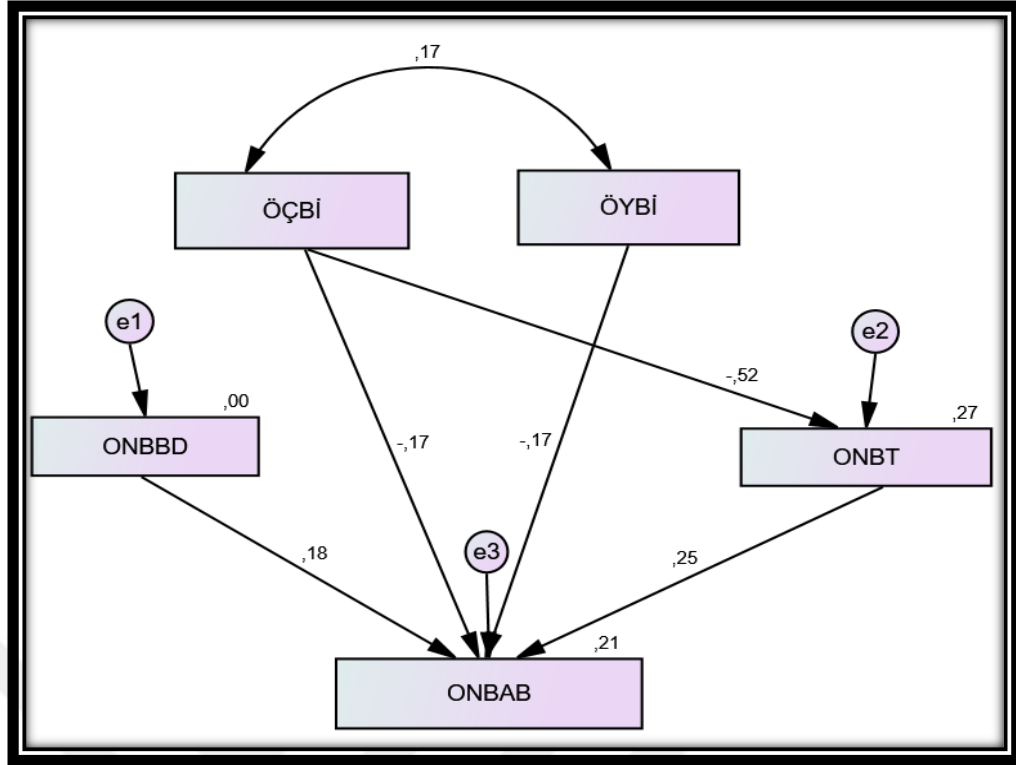 ,17
ÖÇBİ
ÖYBİ
e1
e2
,00
-,52
,27
ONBBD
-,17
-,17
ONBT
,18
e3
,25
,21
ONBAB